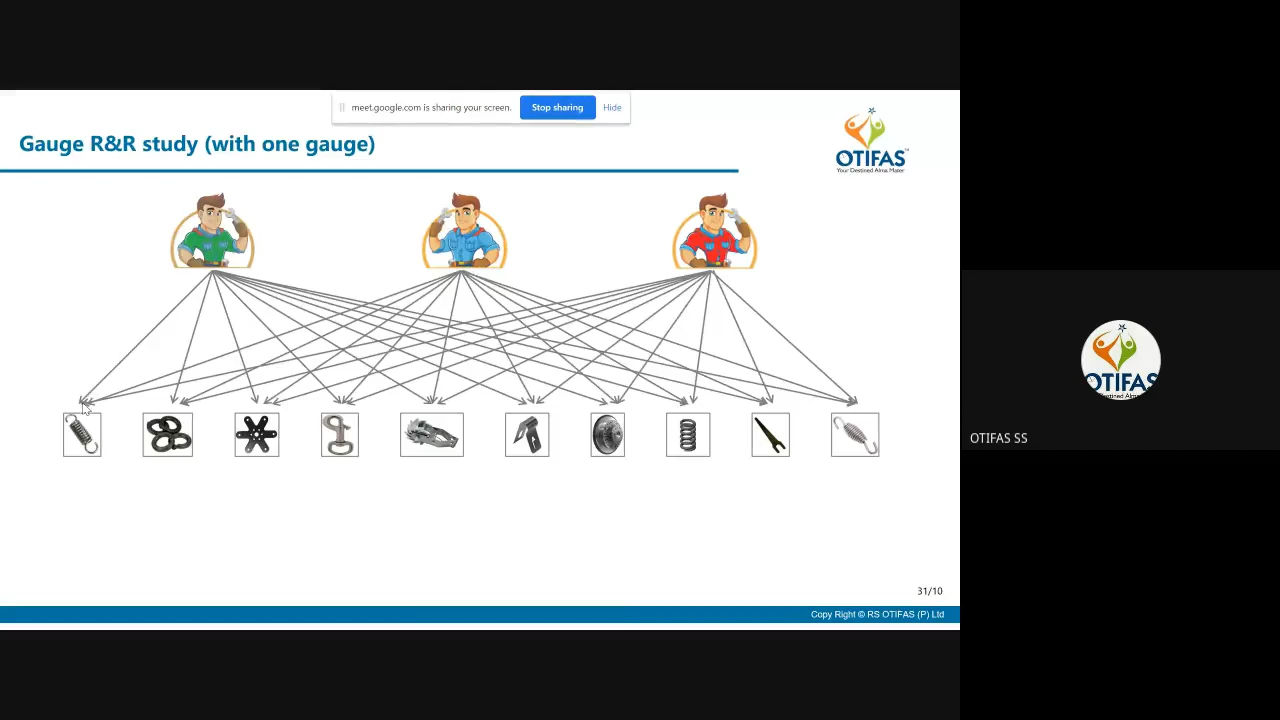 meet.google.com is sharing your screen. Stop sharing Hide
Gauge R&R study (with one gauge)
OTIFAS
Your Destined Alma Mater
OTIFAS
OTIFAS SS
31/10
Copy Right © RS OTIFAS (P) Ltd